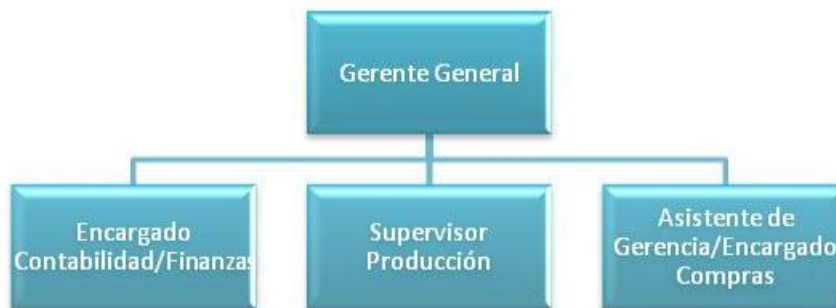 Gerente General
Encargado
Contabilidad/Finanzas
Supervisor
Producción
Asistente de
Gerencia/Encargado
Compras